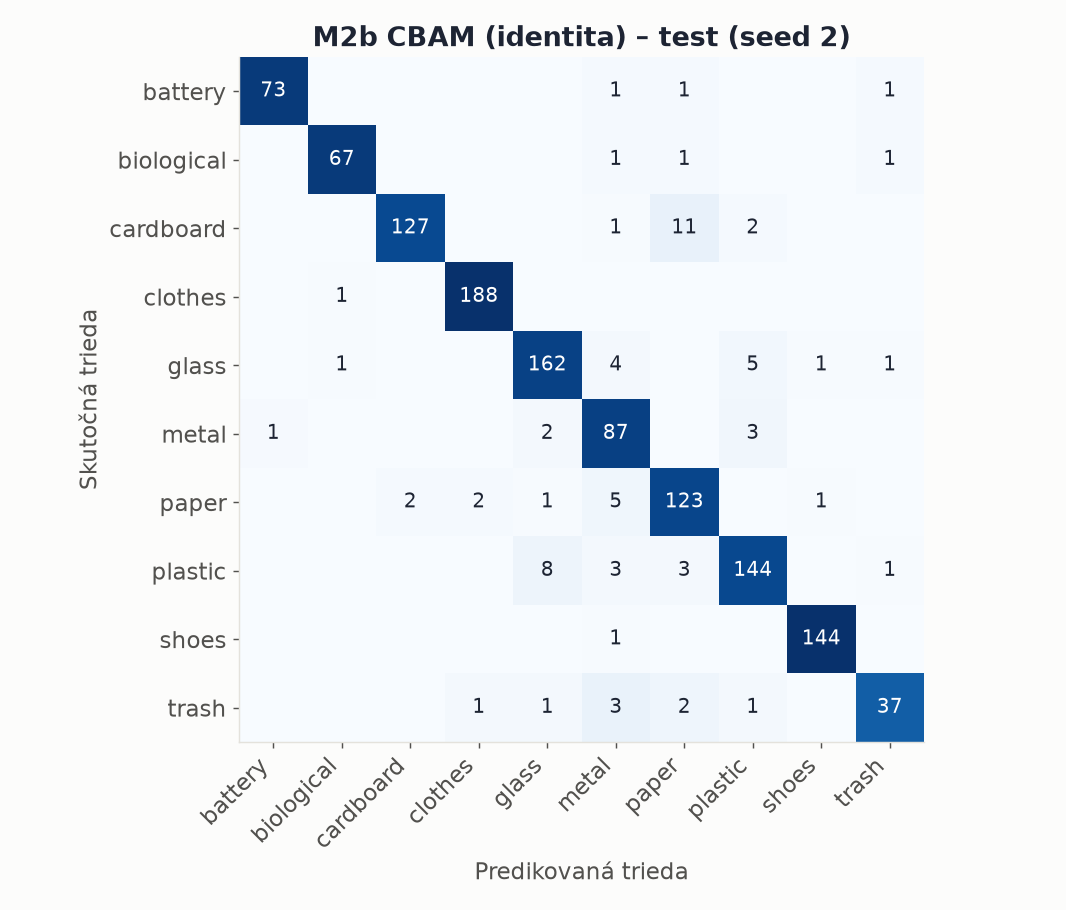 M2b CBAM (identita) – test (seed 2)
Skutočná trieda
battery 73 1 1 1
biological 67 1 1 1
cardboard 127 1 11 2
clothes 1 188
glass 1 162 4 5 1 1
metal 1 2 87 3
paper 2 2 1 5 123 1
plastic 8 3 3 144 1
shoes 1 144
trash 1 1 3 2 1 37
battery biological cardboard clothes glass metal paper plastic shoes trash
Predikovaná trieda